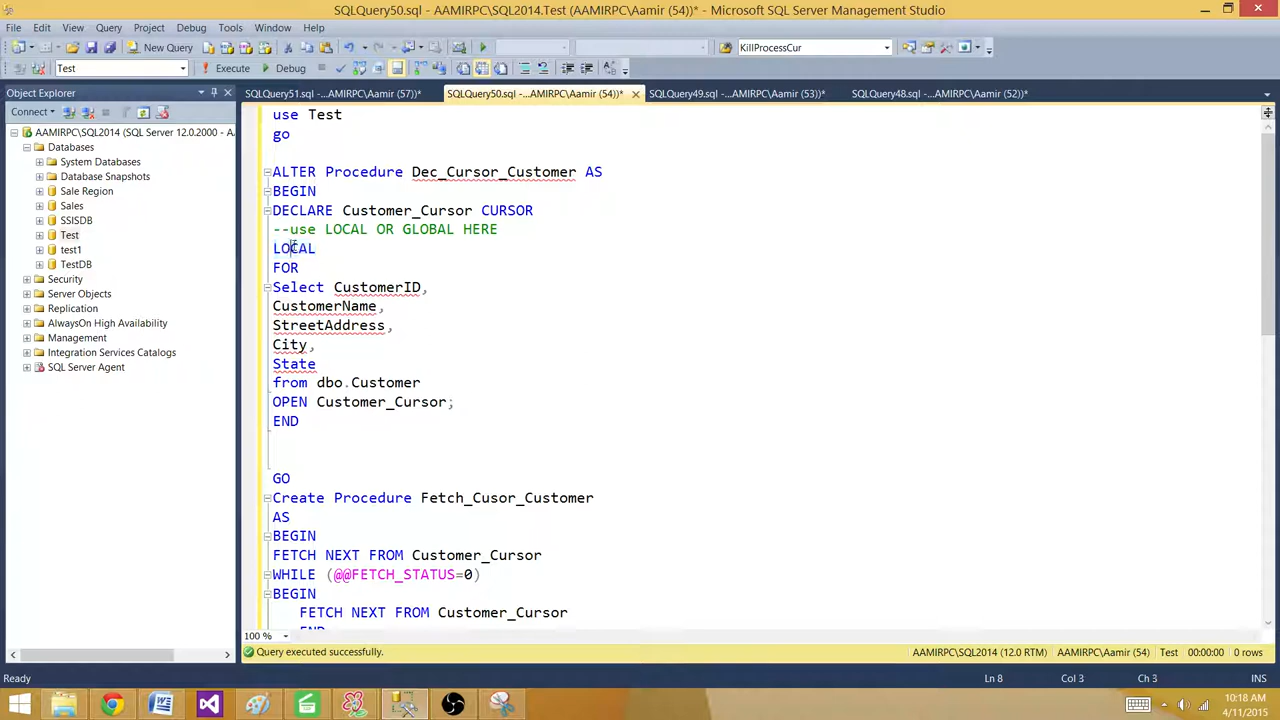 SQLQuery50.sql - AAMIRPC\SQL2014.Test (AAMIRPC\Aamir (54))* - Microsoft SQL Server Management Studio
File Edit View Query Project Debug Tools Window Help
New Query KillProcessCur
Test Execute Debug
Object Explorer
SQLQuery51.sql -...AMIRPC\Aamir (57))* SQLQuery50.sql -...AMIRPC\Aamir (54))* SQLQuery49.sql -...AMIRPC\Aamir (53))* SQLQuery48.sql -...AMIRPC\Aamir (52))*
Connect
AAMIRPC\SQL2014 (SQL Server 12.0.2000 - A
Databases
System Databases
Database Snapshots
Sale Region
Sales
SSISDB
Test
test1
TestDB
Security
Server Objects
Replication
AlwaysOn High Availability
Management
Integration Services Catalogs
SQL Server Agent
use Test
go
ALTER Procedure Dec_Cursor_Customer AS
BEGIN
DECLARE Customer_Cursor CURSOR
--use LOCAL OR GLOBAL HERE
LOCAL
FOR
Select CustomerID,
CustomerName,
StreetAddress,
City,
State
from dbo.Customer
OPEN Customer_Cursor;
END
GO
Create Procedure Fetch_Cusor_Customer
AS
BEGIN
FETCH NEXT FROM Customer_Cursor
WHILE (@@FETCH_STATUS=0)
BEGIN
FETCH NEXT FROM Customer_Cursor
END
100 %
Query executed successfully. AAMIRPC\SQL2014 (12.0 RTM) AAMIRPC\Aamir (54) Test 00:00:00 0 rows
Ready Ln 8 Col 3 Ch 3 INS
10:18 AM
4/11/2015